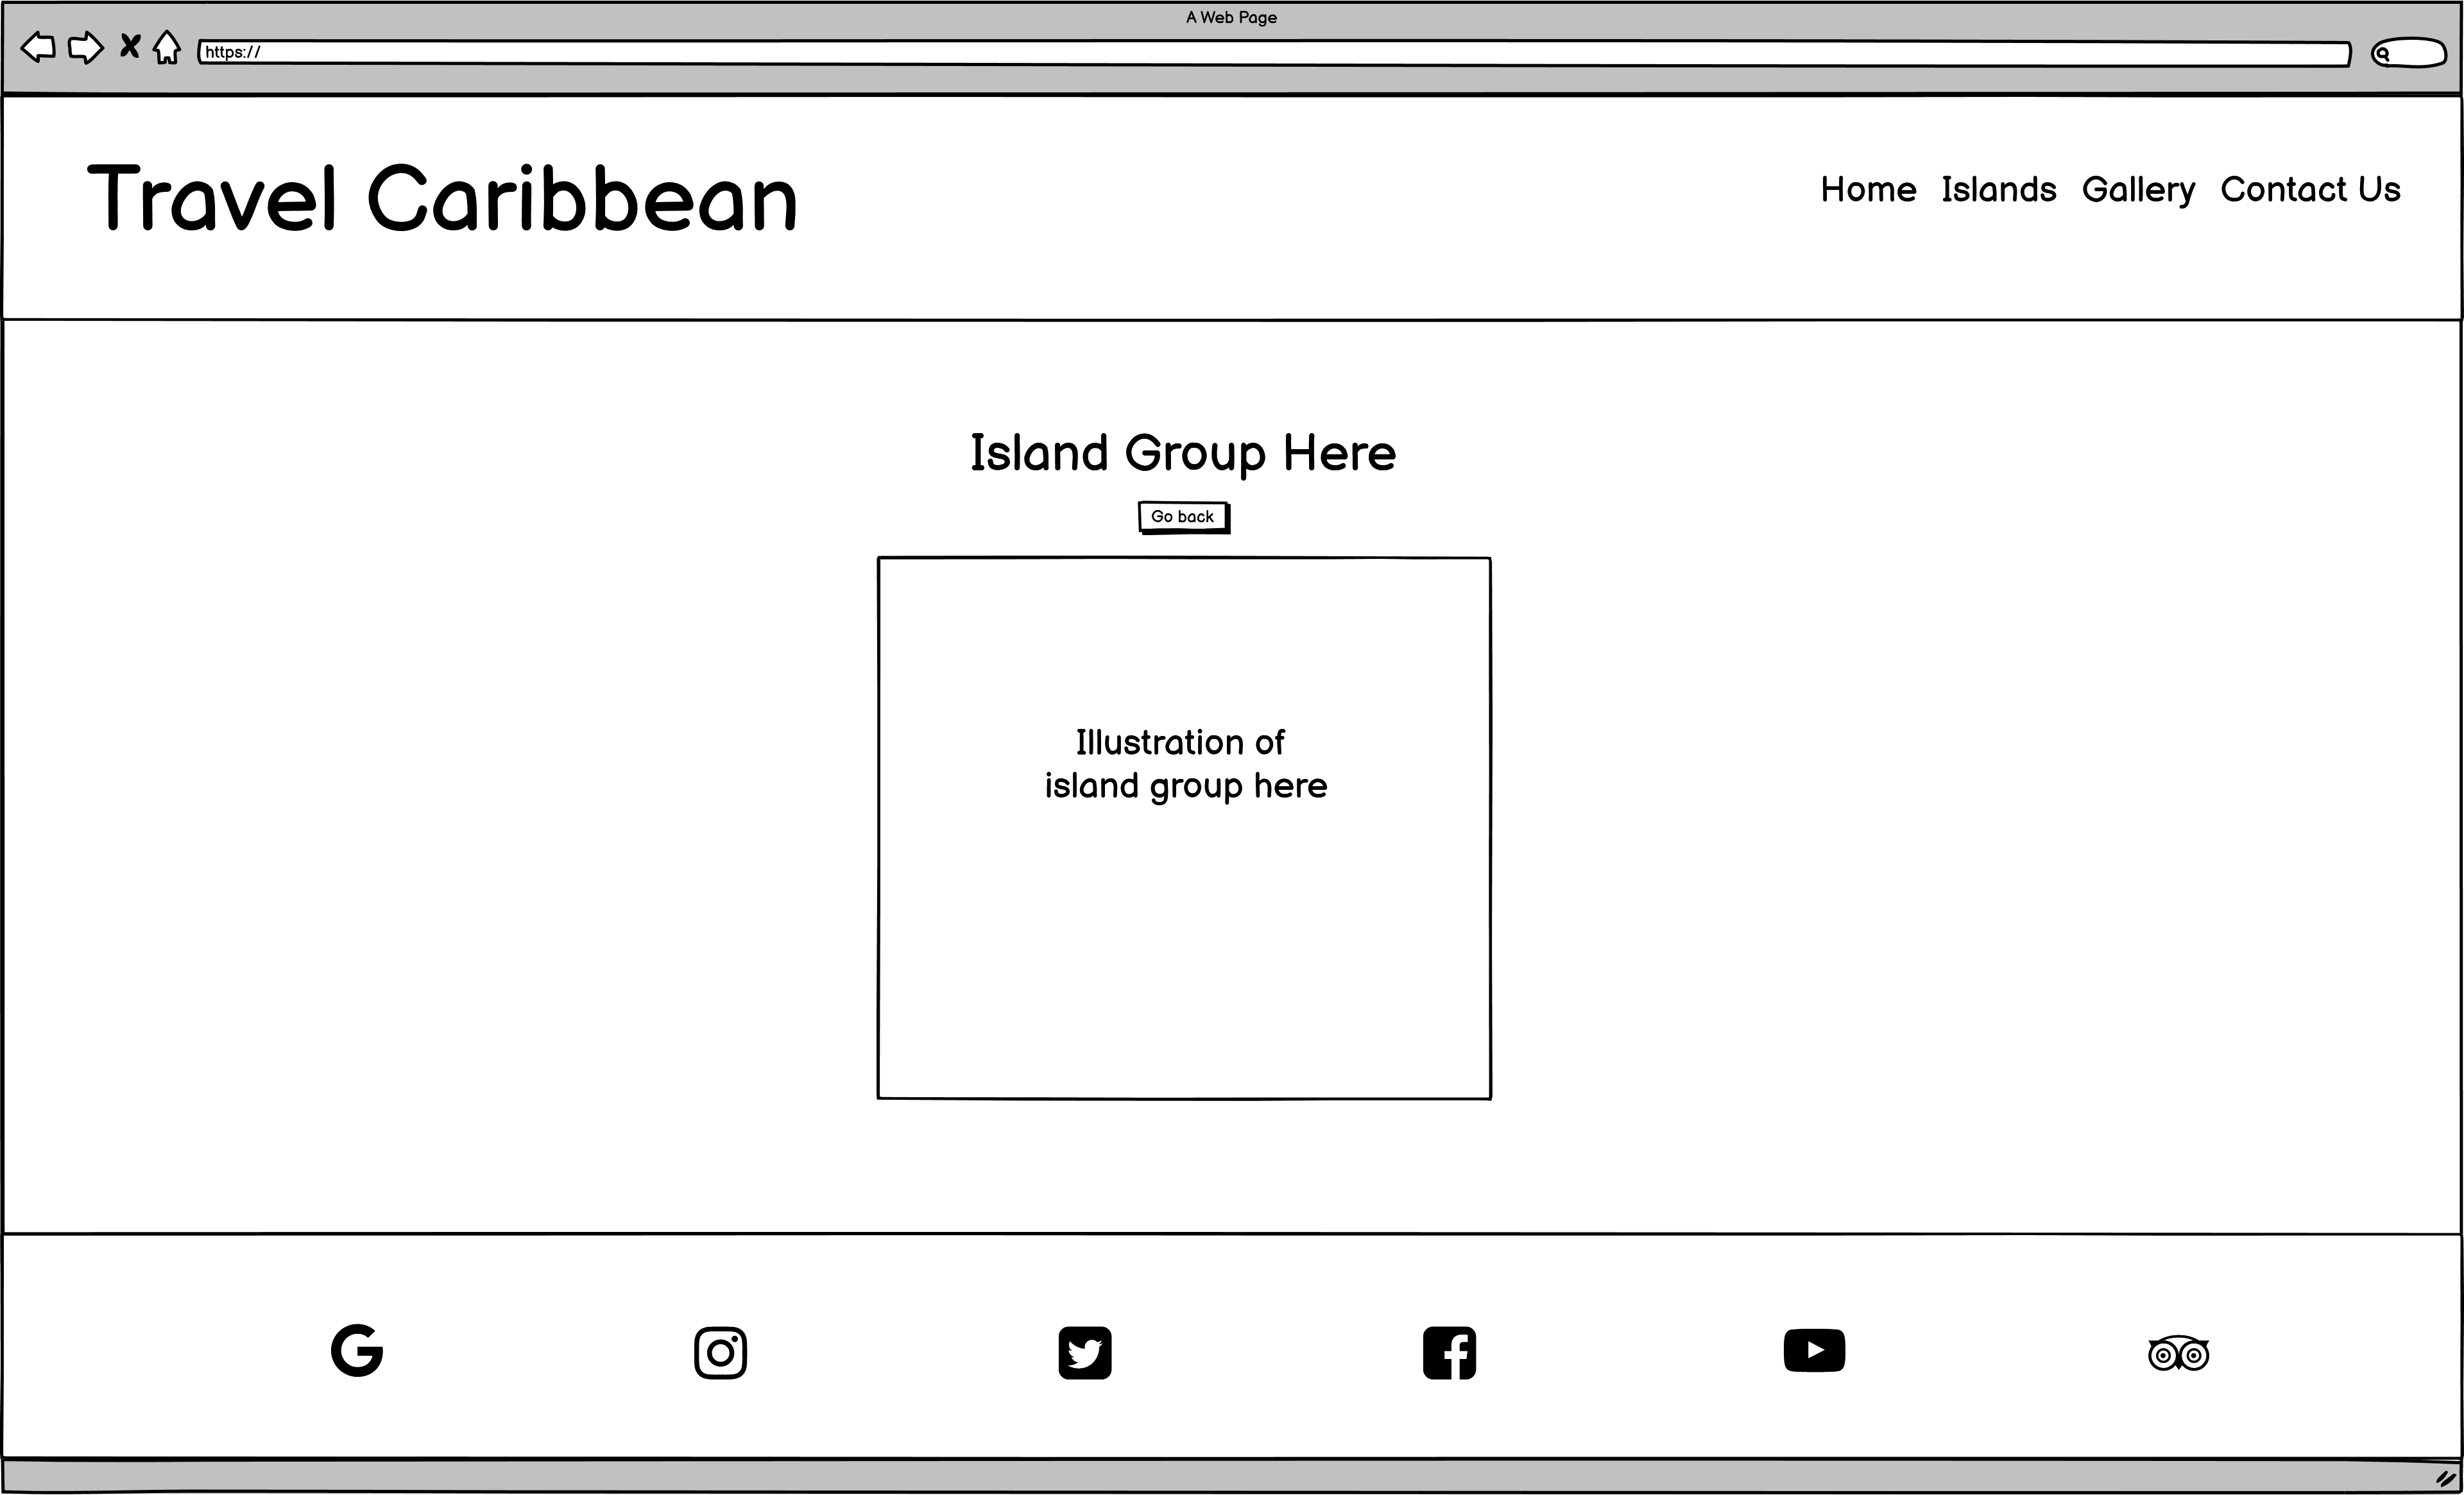 A Web Page
https://
Travel Caribbean
Home Islands Gallery Contact Us
Island Group Here
Go back
Illustration of
island group here